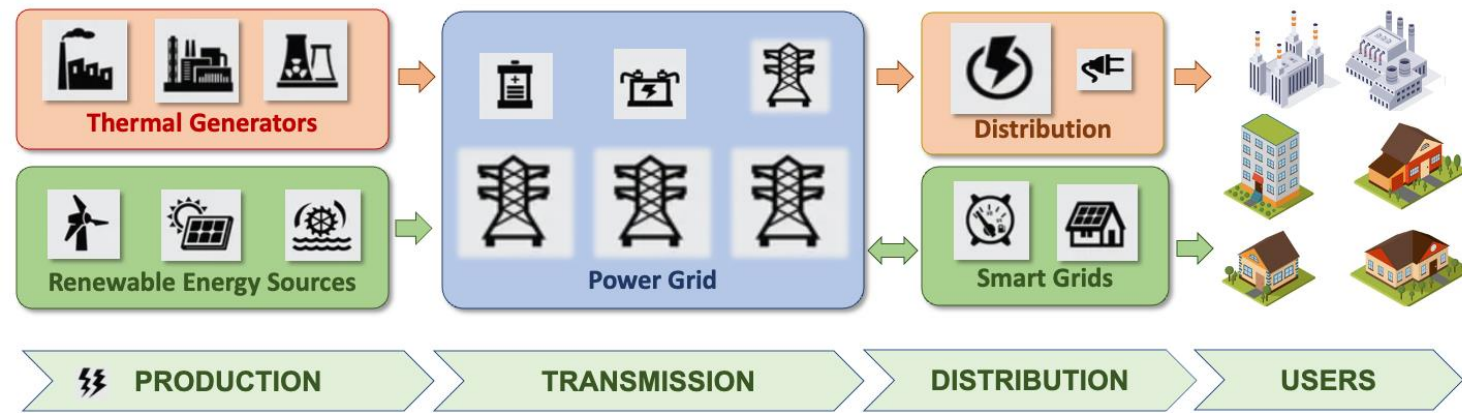 Thermal Generators
Renewable Energy Sources
Power Grid
Distribution
Smart Grids
PRODUCTION
TRANSMISSION
DISTRIBUTION
USERS